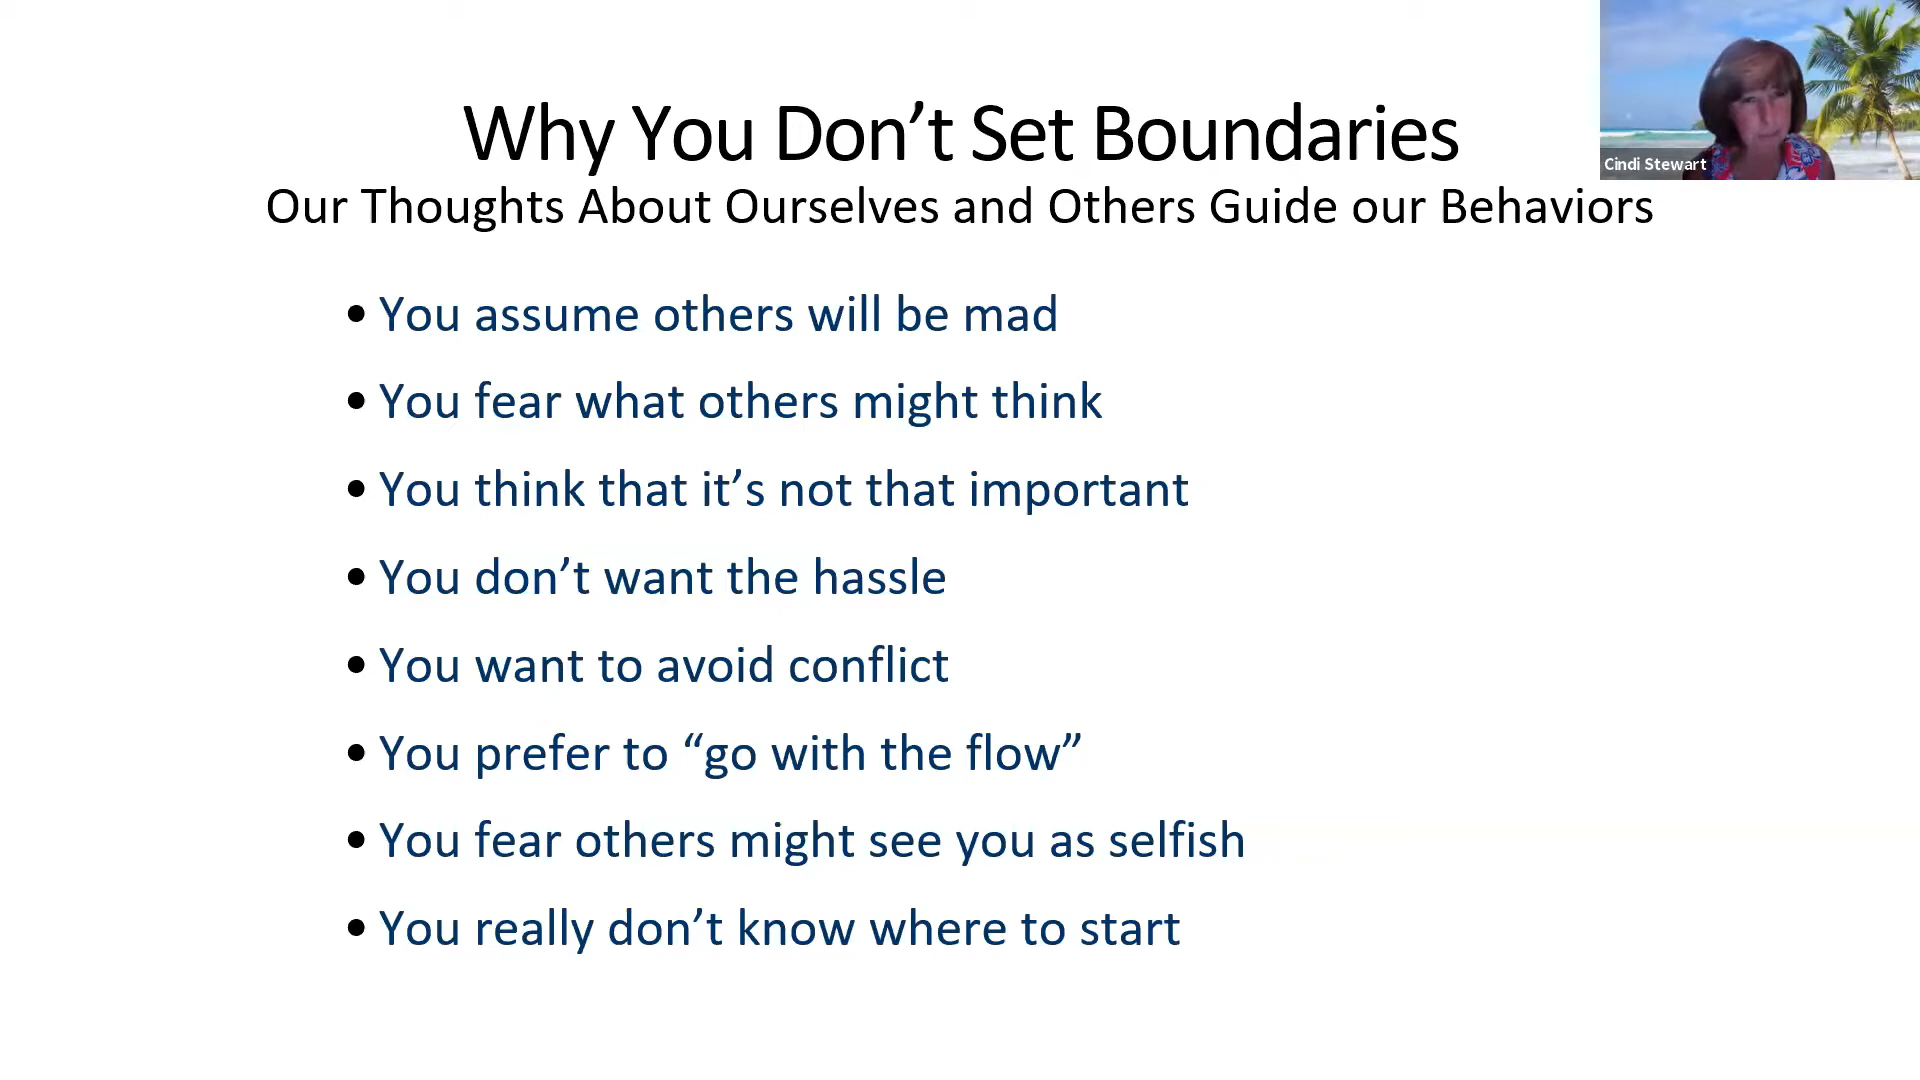 Why You Don’t Set Boundaries
Our Thoughts About Ourselves and Others Guide our Behaviors
• You assume others will be mad
• You fear what others might think
• You think that it’s not that important
• You don’t want the hassle
• You want to avoid conflict
• You prefer to “go with the flow”
• You fear others might see you as selfish
• You really don’t know where to start
Cindi Stewart